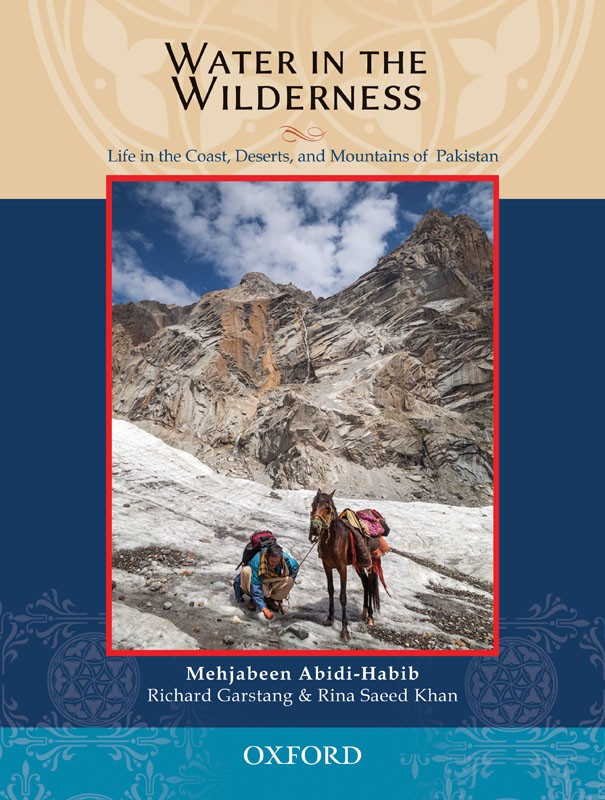 WATER IN THE
WILDERNESS
Life in the Coast, Deserts, and Mountains of Pakistan
Mehjabeen Abidi-Habib
Richard Garstang & Rina Saeed Khan
OXFORD